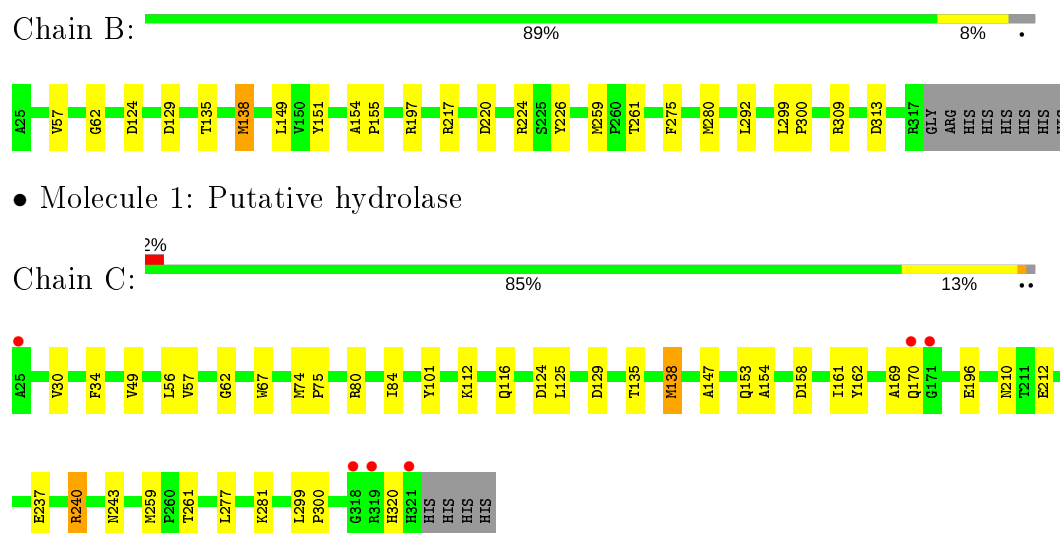 Chain B:
89% 8% •
A25 V57 G62 D124 D129 T135 M138 L149 V150 Y151 A154 P155 R197 R217 D220 R224 S225 Y226 M259 P260 T261 F275 M280 L292 L299 P300 R309 D313 R317 GLY ARG HIS HIS HIS HIS HIS
• Molecule 1: Putative hydrolase
2%
Chain C:
85% 13% ••
A25 V30 F34 V49 L56 V57 G62 W67 M74 P75 R80 I84 Y101 K112 Q116 D124 L125 D129 T135 M138 A147 Q153 A154 D158 I161 Y162 A169 Q170 G171 E196 N210 T211 E212
E237 R240 N243 M259 P260 T261 L277 K281 L299 P300 G318 R319 H320 H321 HIS HIS HIS HIS